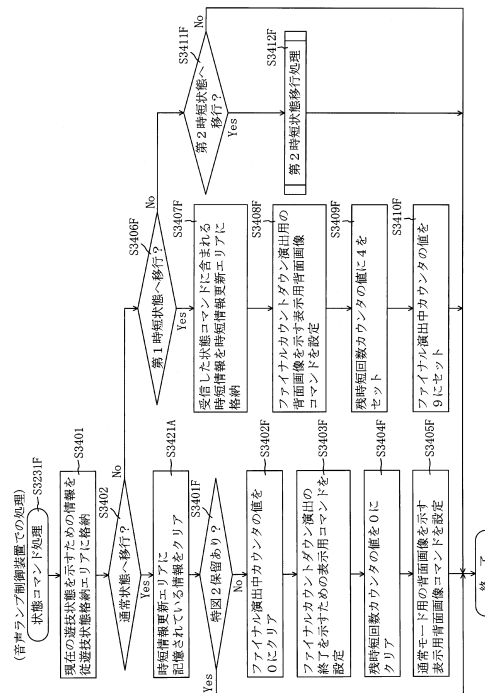 (音声ランプ制御装置での処理)
状態コマンド処理
S3231F
現在の遊技状態を示すための情報を
従遊技状態格納エリアに格納
S3401
通常状態へ移行?
S3402
No
Yes
時短情報更新エリアに
記憶されている情報をクリア
S3421A
特図2保留あり?
S3401F
Yes
No
ファイナル演出中カウンタの値を
0にクリア
S3402F
ファイナルカウントダウン演出の
終了を示すための表示用コマンドを
設定
S3403F
残時短回数カウンタの値を0に
クリア
S3404F
通常モード用の背面画像を示す
表示用背面画像コマンドを設定
S3405F
第1時短状態へ移行?
S3406F
No
Yes
受信した状態コマンドに含まれる
時短情報を時短情報更新エリアに
格納
S3407F
ファイナルカウントダウン演出用の
背面画像を示す表示用背面画像
コマンドを設定
S3408F
残時短回数カウンタの値に4を
セット
S3409F
ファイナル演出中カウンタの値を
9にセット
S3410F
第2時短状態へ
移行?
S3411F
No
Yes
第2時短状態移行処理
S3412F
終 了